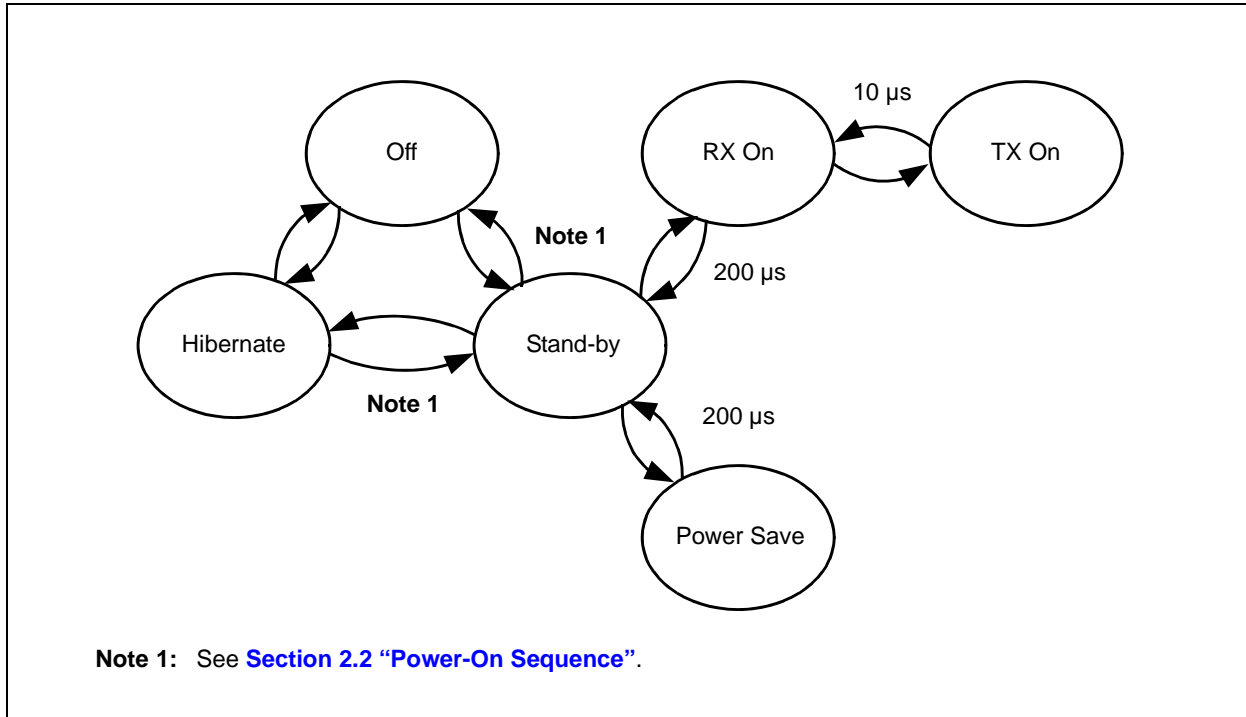 10 µs
Off
RX On
TX On
Note 1
200 µs
Hibernate
Stand-by
Note 1
200 µs
Power Save
Note 1: See Section 2.2 “Power-On Sequence”.